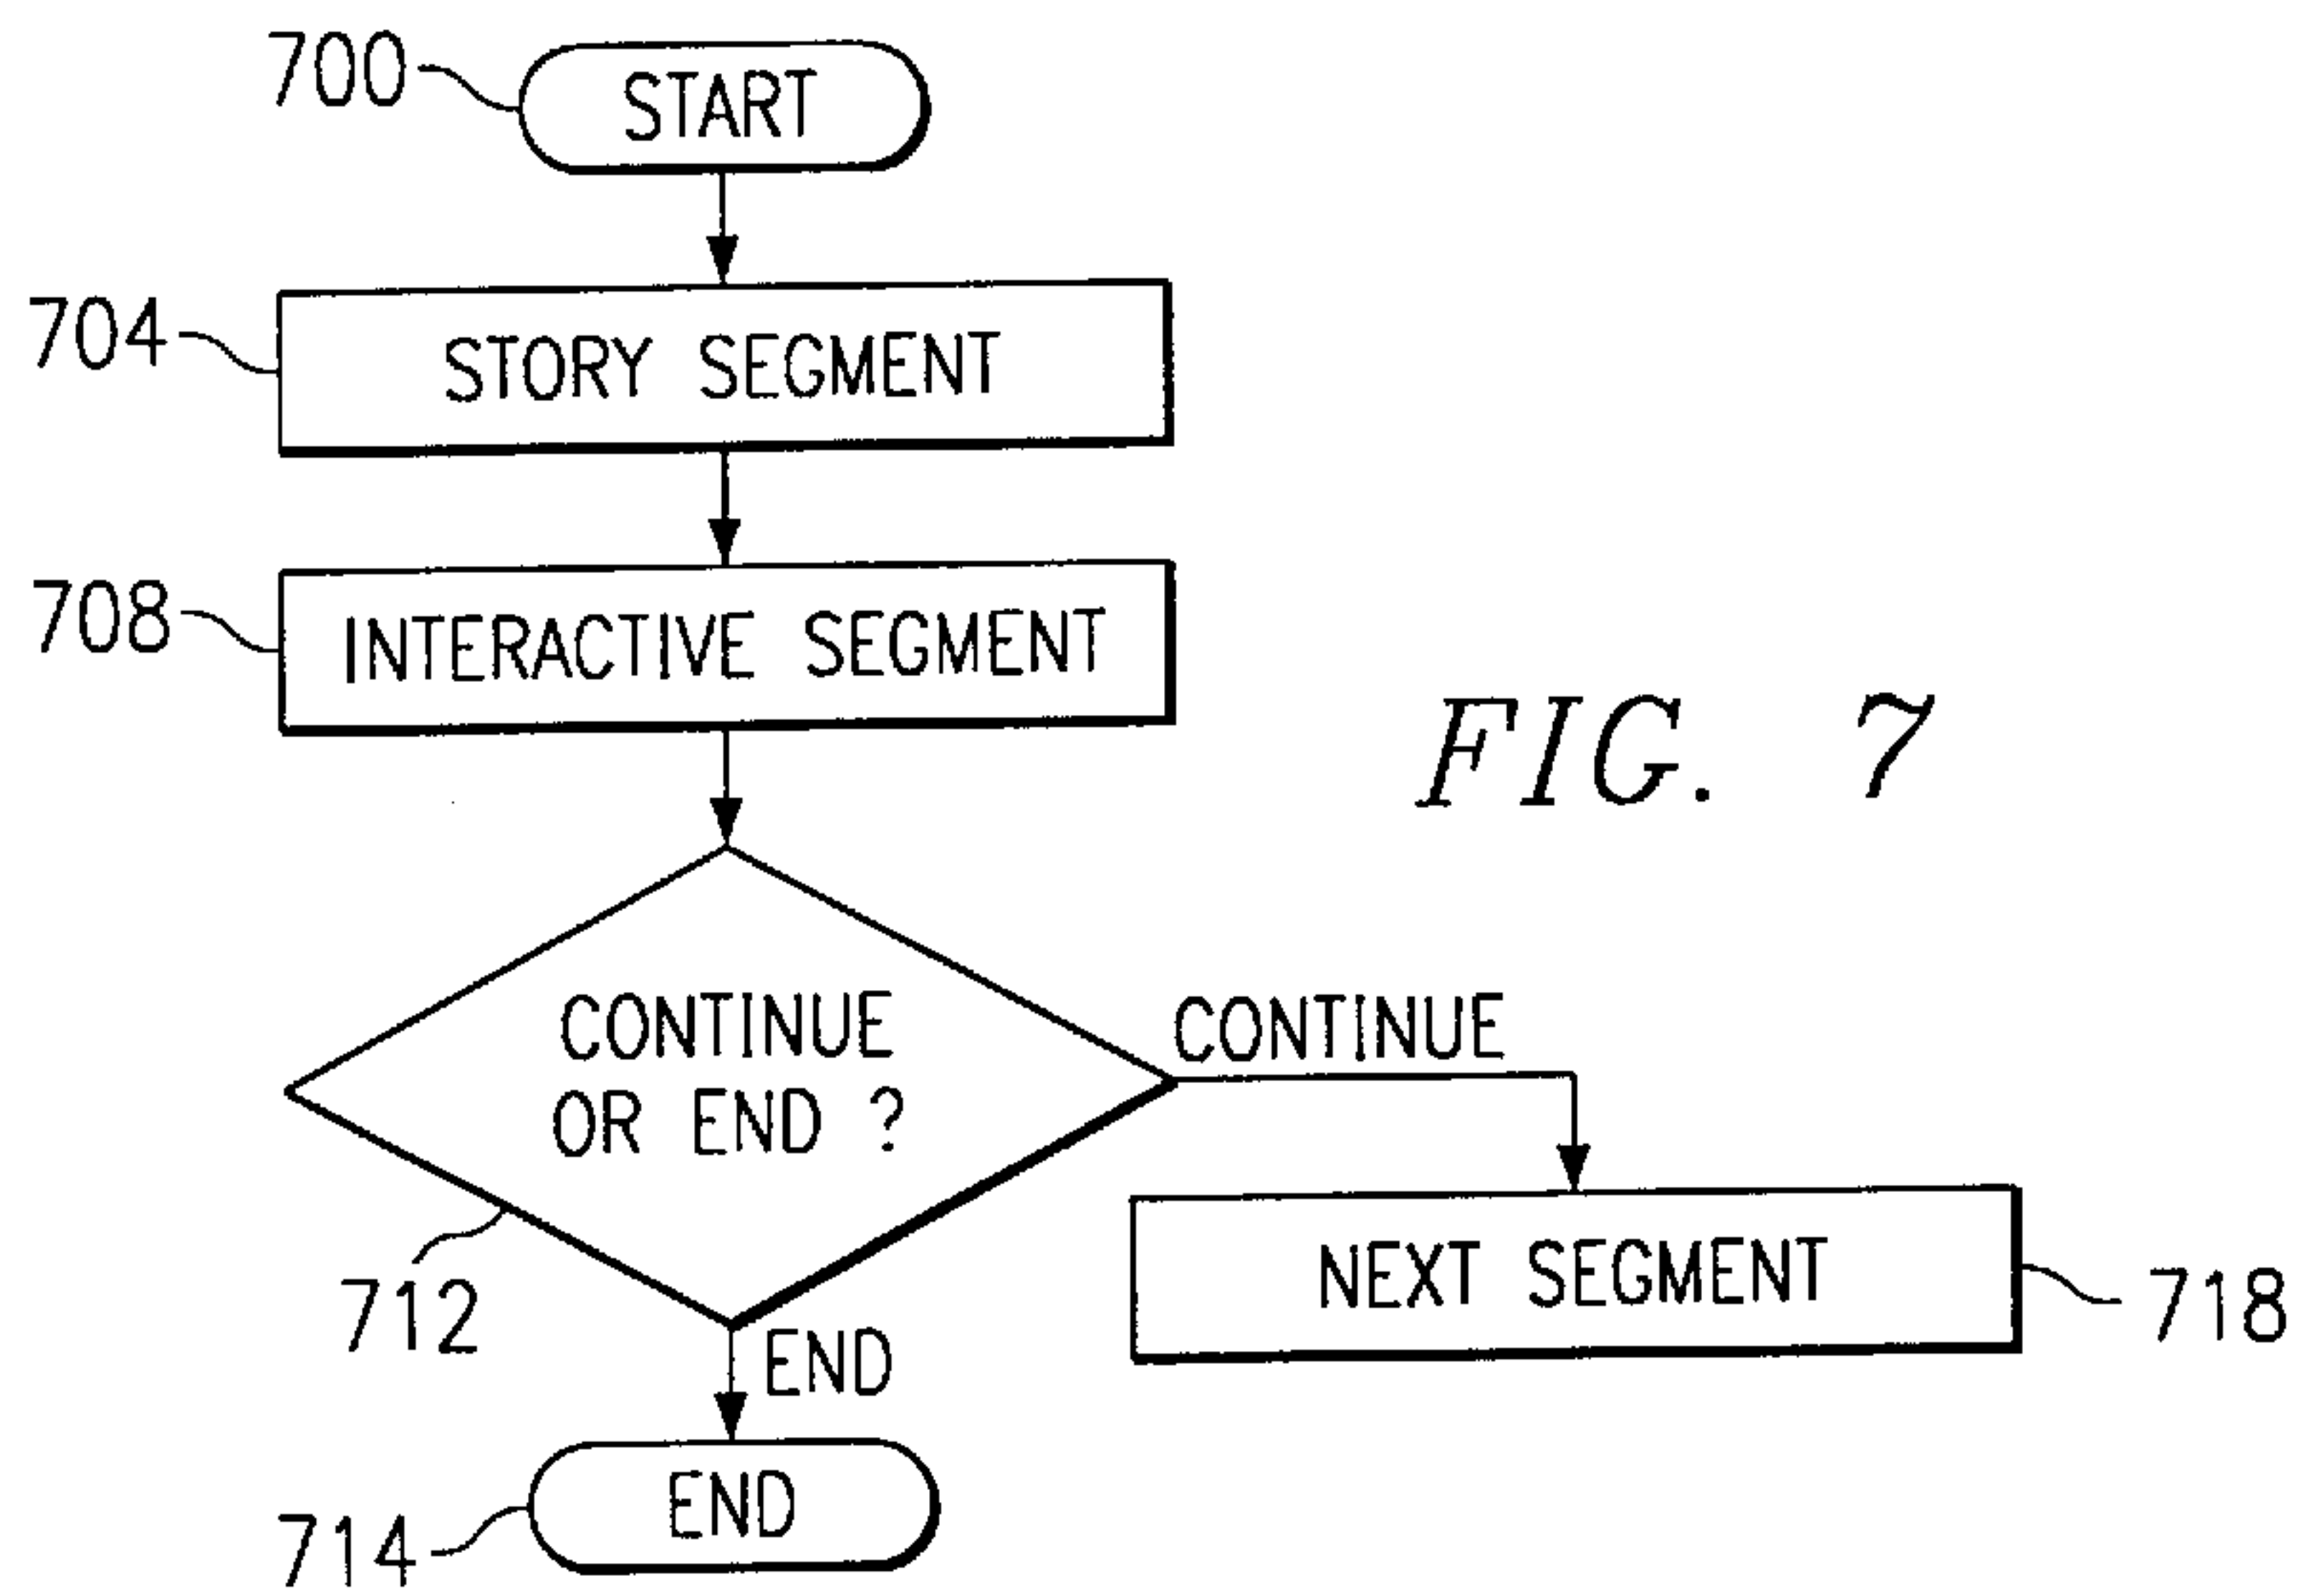 700
START
704
STORY SEGMENT
708
INTERACTIVE SEGMENT
FIG. 7
CONTINUE
OR END ?
CONTINUE
712
END
NEXT SEGMENT
718
END
714